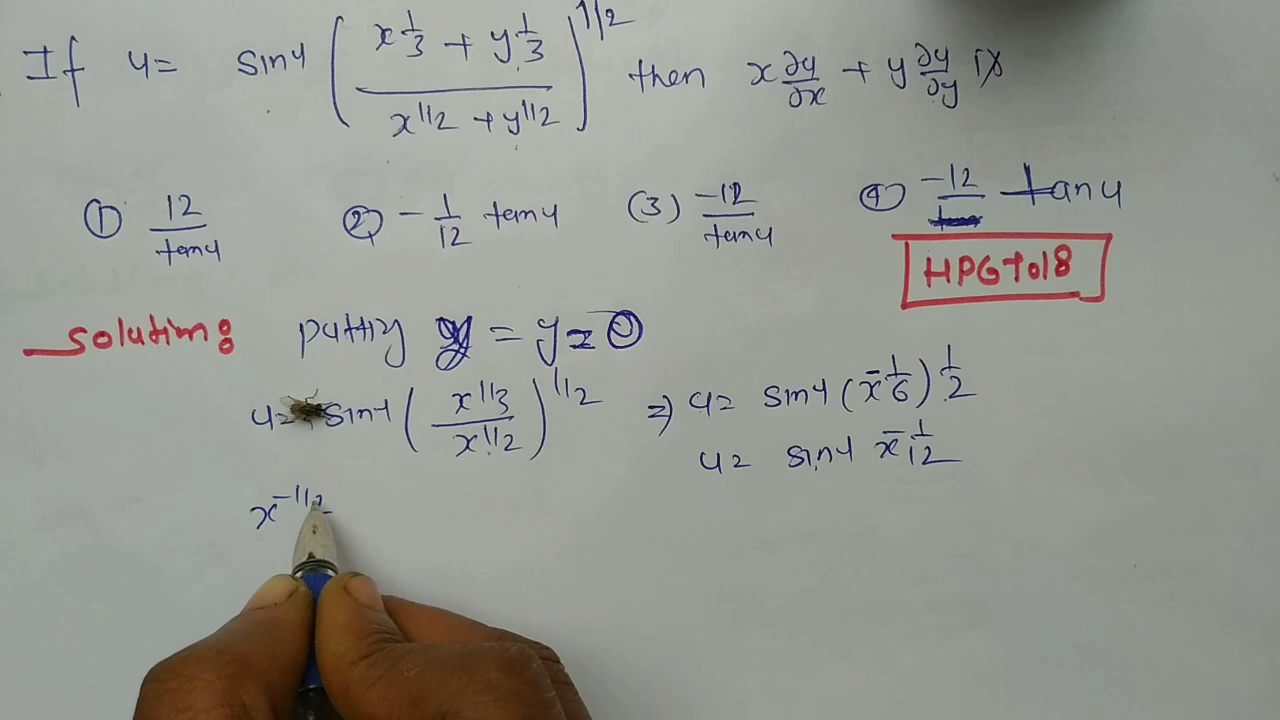 If u = sin⁻¹ ( (x^1/3 + y^1/3) / (x^1/2 + y^1/2) )^1/2 then x ∂u/∂x + y ∂u/∂y is
① 12/tan u ② -1/12 tan u (3) -12/tan u ④ -12 tan u
HPGT018
Solution: putting y = y = 0
u = sin⁻¹ ( x^1/3 / x^1/2 )^1/2 ⇒ u = sin⁻¹ (x^-1/6)^1/2
u = sin⁻¹ x^-1/12
x^-1/2